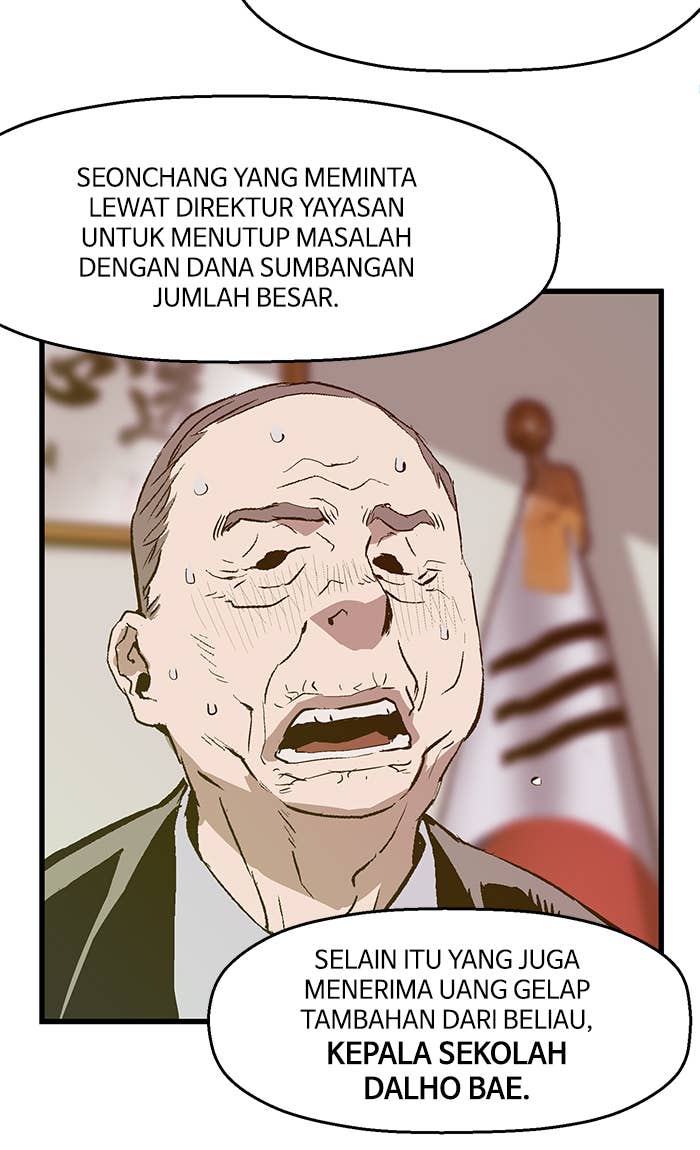 SEONCHANG YANG MEMINTA
LEWAT DIREKTUR YAYASAN
UNTUK MENUTUP MASALAH
DENGAN DANA SUMBANGAN
JUMLAH BESAR.
SELAIN ITU YANG JUGA
MENERIMA UANG GELAP
TAMBAHAN DARI BELIAU,
KEPALA SEKOLAH
DALHO BAE.